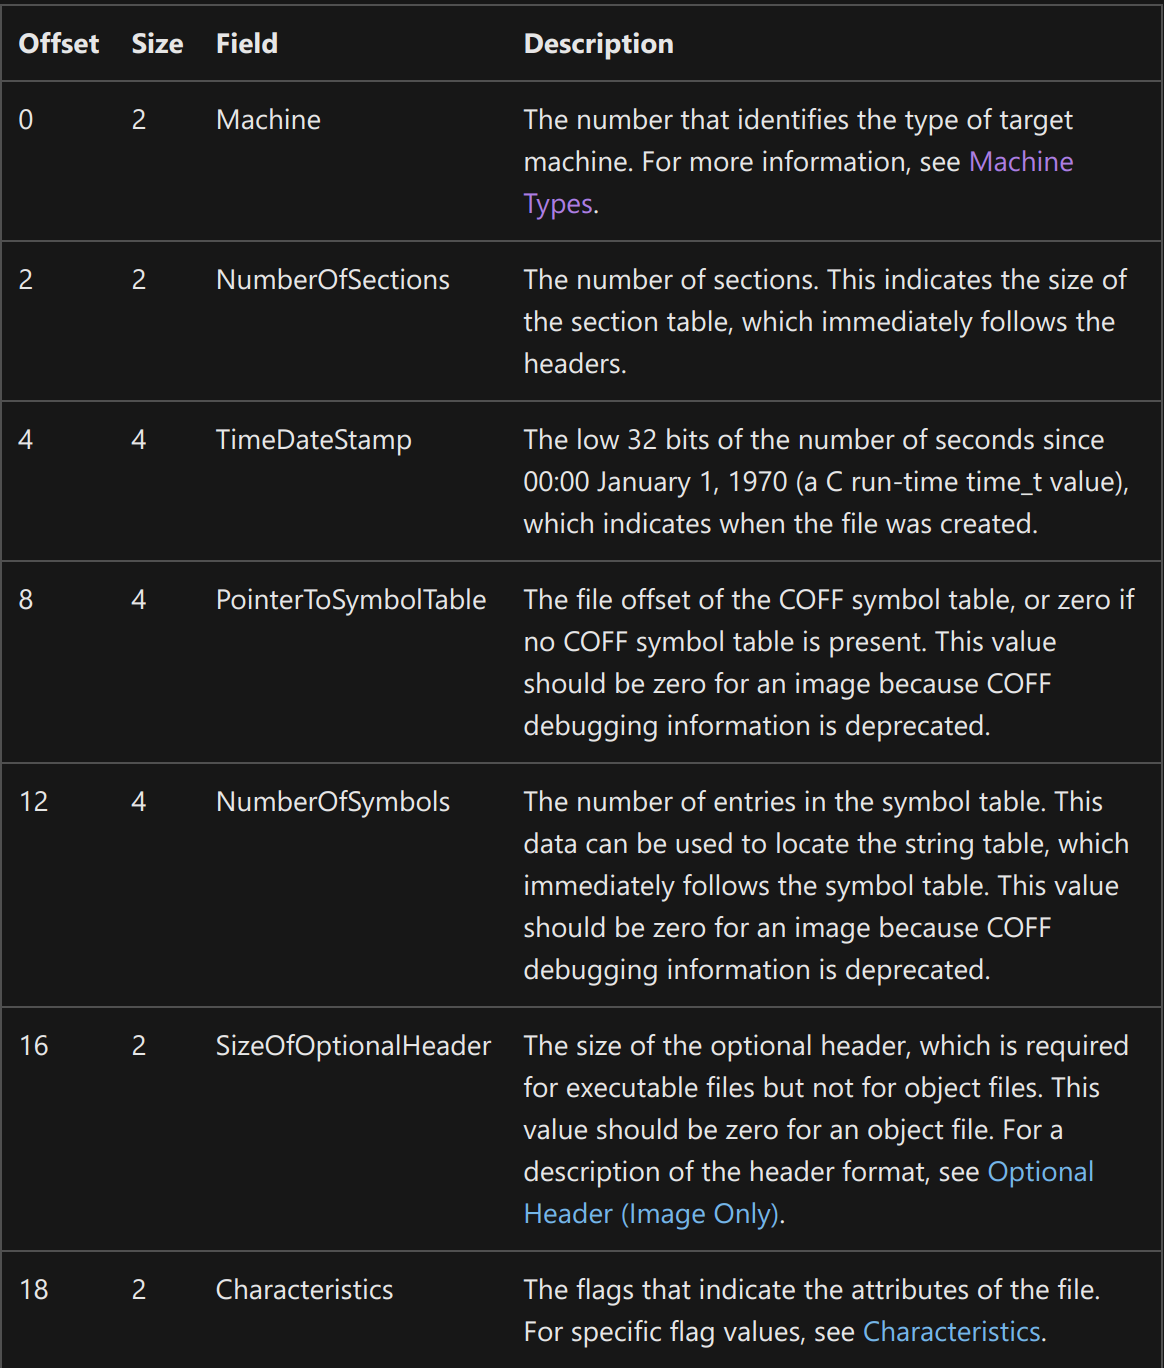 Offset Size Field Description
0 2 Machine The number that identifies the type of target
machine. For more information, see Machine
Types.
2 2 NumberOfSections The number of sections. This indicates the size of
the section table, which immediately follows the
headers.
4 4 TimeDateStamp The low 32 bits of the number of seconds since
00:00 January 1, 1970 (a C run-time time_t value),
which indicates when the file was created.
8 4 PointerToSymbolTable The file offset of the COFF symbol table, or zero if
no COFF symbol table is present. This value
should be zero for an image because COFF
debugging information is deprecated.
12 4 NumberOfSymbols The number of entries in the symbol table. This
data can be used to locate the string table, which
immediately follows the symbol table. This value
should be zero for an image because COFF
debugging information is deprecated.
16 2 SizeOfOptionalHeader The size of the optional header, which is required
for executable files but not for object files. This
value should be zero for an object file. For a
description of the header format, see Optional
Header (Image Only).
18 2 Characteristics The flags that indicate the attributes of the file.
For specific flag values, see Characteristics.